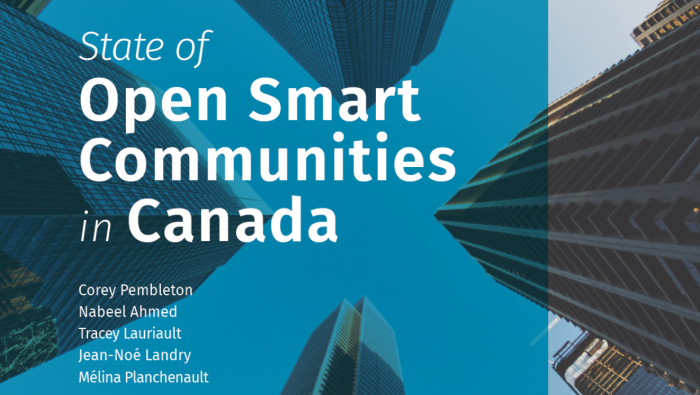 State of
Open Smart
Communities
in Canada
Corey Pembleton
Nabeel Ahmed
Tracey Lauriault
Jean-Noé Landry
Mélina Planchenault